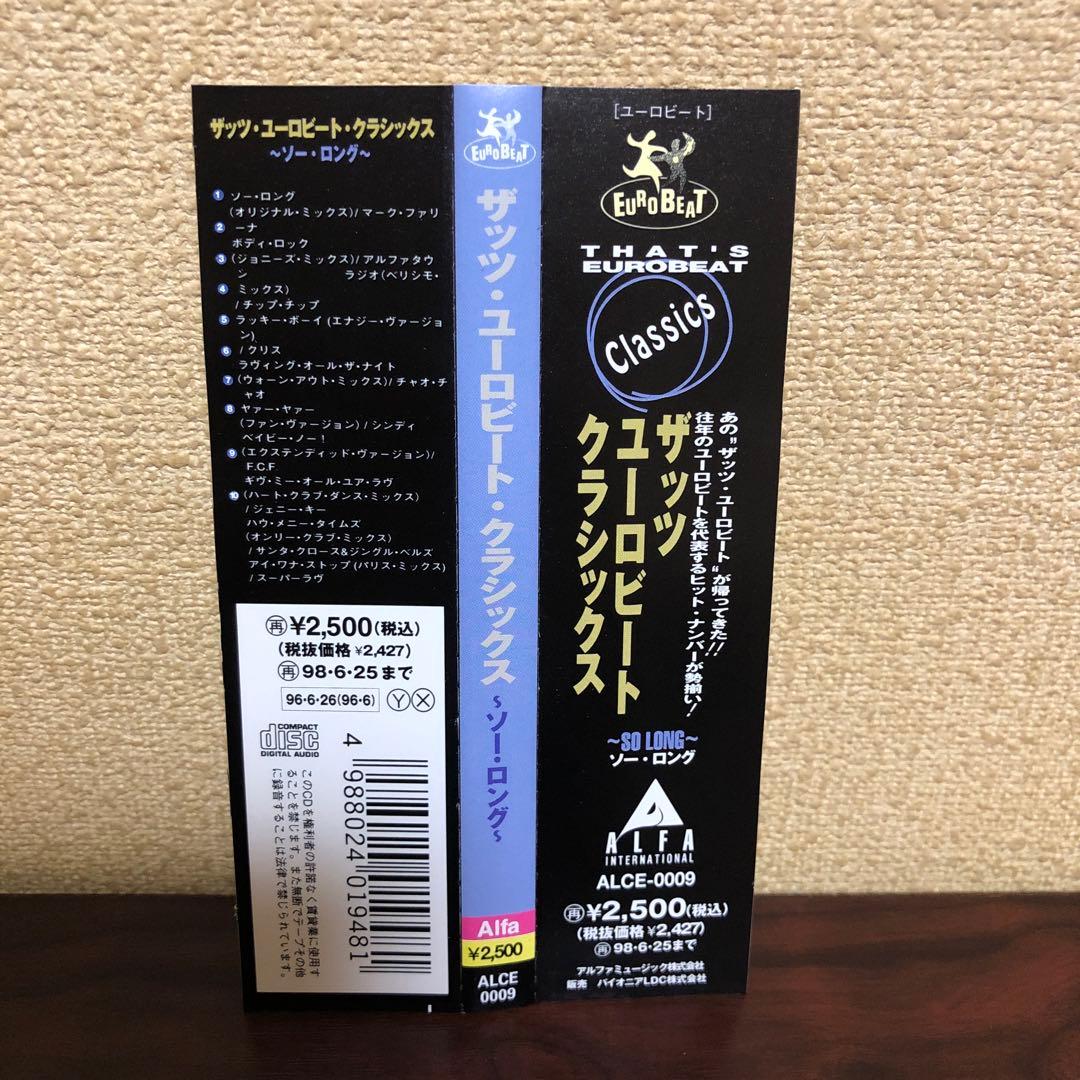 ザッツ・ユーロビート・クラシックス
~ソー・ロング~
1 ソー・ロング
(オリジナル・ミックス)/マーク・ファリ
2 ーナ
ボディ・ロック
3 (ジョニーズ・ミックス)/アルファタウ
ン ラジオ(ベリシモ・
4 ミックス)
/チップ・チップ
5 ラッキー・ボーイ(エナジー・ヴァージョ
ン)
6 /クリス
ラヴィング・オール・ザ・ナイト
7 (ウォーン・アウト・ミックス)/チャオ・チ
ャオ
8 ヤァー・ヤァー
(ファン・ヴァージョン)/シンディ
ベイビー・ノー!
9 (エクステンディッド・ヴァージョン)/
F.C.F.
ギヴ・ミー・オール・ユア・ラヴ
10 (ハート・クラブ・ダンス・ミックス)
/ジェニー・キー
ハウ・メニー・タイムズ
(オンリー・クラブ・ミックス)
/サンタ・クロース&ジングル・ベルズ
アイ・ワナ・ストップ(パリス・ミックス)
/スーパーラヴ
再 ¥2,500(税込)
(税抜価格 ¥2,427)
再 98・6・25まで
96・6・26(96・6) Y X
COMPACT
disc
DIGITAL AUDIO
4 988024 019481
このCDを権利者の許諾なく賃貸業に使用す
ることを禁じます。また無断でテープその他
に録音することは法律で禁じられています。
EUROBEAT
ザッツ・ユーロビート・クラシックス ~ソー・ロング~
Alfa
¥2,500
ALCE
0009
[ユーロビート]
EUROBEAT
THAT'S
EUROBEAT
Classics
あの"ザッツ・ユーロビート"が帰ってきた!!
往年のユーロビートを代表するヒット・ナンバーが勢揃い!
ザッツ
ユーロビート
クラシックス
~SO LONG~
ソー・ロング
ALFA
INTERNATIONAL
ALCE-0009
再 ¥2,500(税込)
(税抜価格 ¥2,427)
再 98・6・25まで
アルファミュージック株式会社
販売 パイオニアLDC株式会社